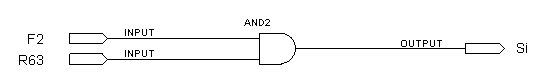 AND2
F2 INPUT
R63 INPUT
OUTPUT Si